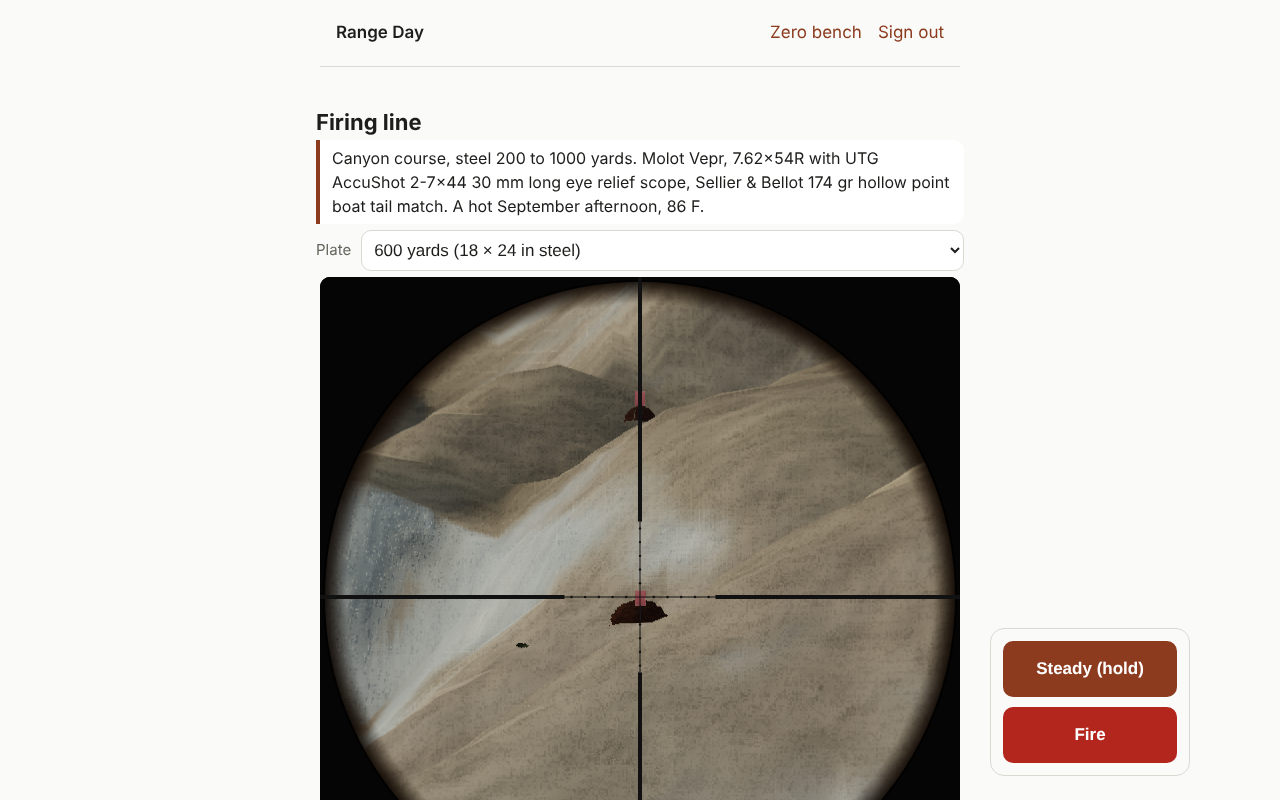 Range Day
Zero bench
Sign out
Firing line
Canyon course, steel 200 to 1000 yards. Molot Vepr, 7.62×54R with UTG
AccuShot 2-7×44 30 mm long eye relief scope, Sellier & Bellot 174 gr hollow point
boat tail match. A hot September afternoon, 86 F.
Plate
600 yards (18 × 24 in steel)
Steady (hold)
Fire